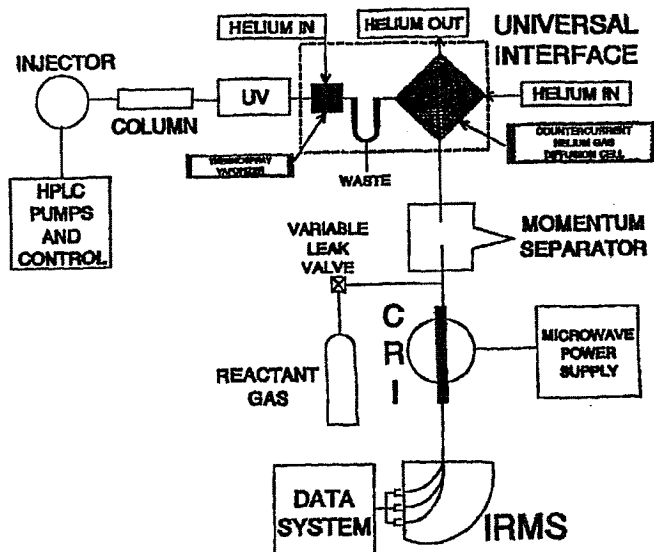 HELIUM IN
HELIUM OUT
UNIVERSAL
INTERFACE
INJECTOR
UV
HELIUM IN
COLUMN
COUNTERCURRENT
HELIUM GAS
DIFFUSION CELL
WASTE
HPLC
PUMPS
AND
CONTROL
VARIABLE
LEAK
VALVE
MOMENTUM
SEPARATOR
C
R
I
MICROWAVE
POWER
SUPPLY
REACTANT
GAS
DATA
SYSTEM
IRMS